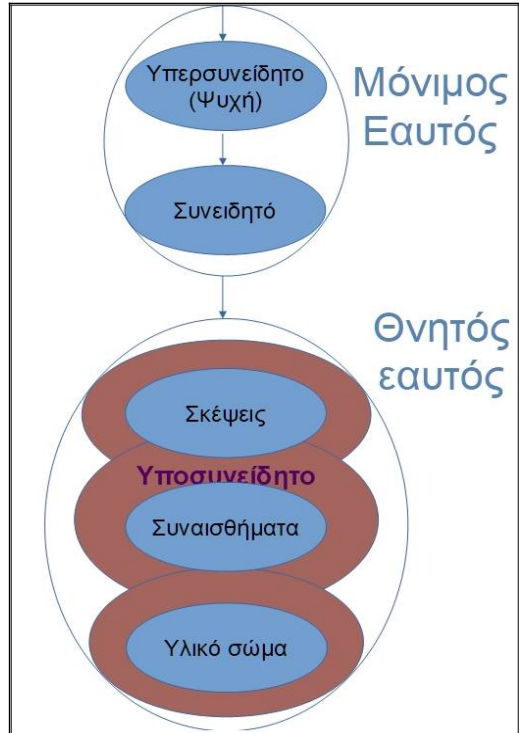 Υπερσυνείδητο
(Ψυχή)
Μόνιμος
Εαυτός
Συνειδητό
Θνητός
εαυτός
Σκέψεις
Υποσυνείδητο
Συναισθήματα
Υλικό σώμα